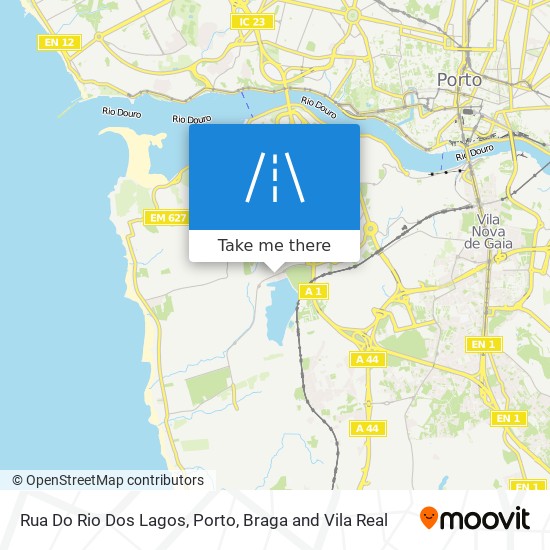 IC 23
EN 12
Porto
Rio Douro
Rio Douro
Rio Douro
Rio Douro
EM 627
Take me there
Vila
Nova
de Gaia
A 1
EN 1
A 44
EN 1
A 44
EN 1
© OpenStreetMap contributors
Rua Do Rio Dos Lagos, Porto, Braga and Vila Real
moovit